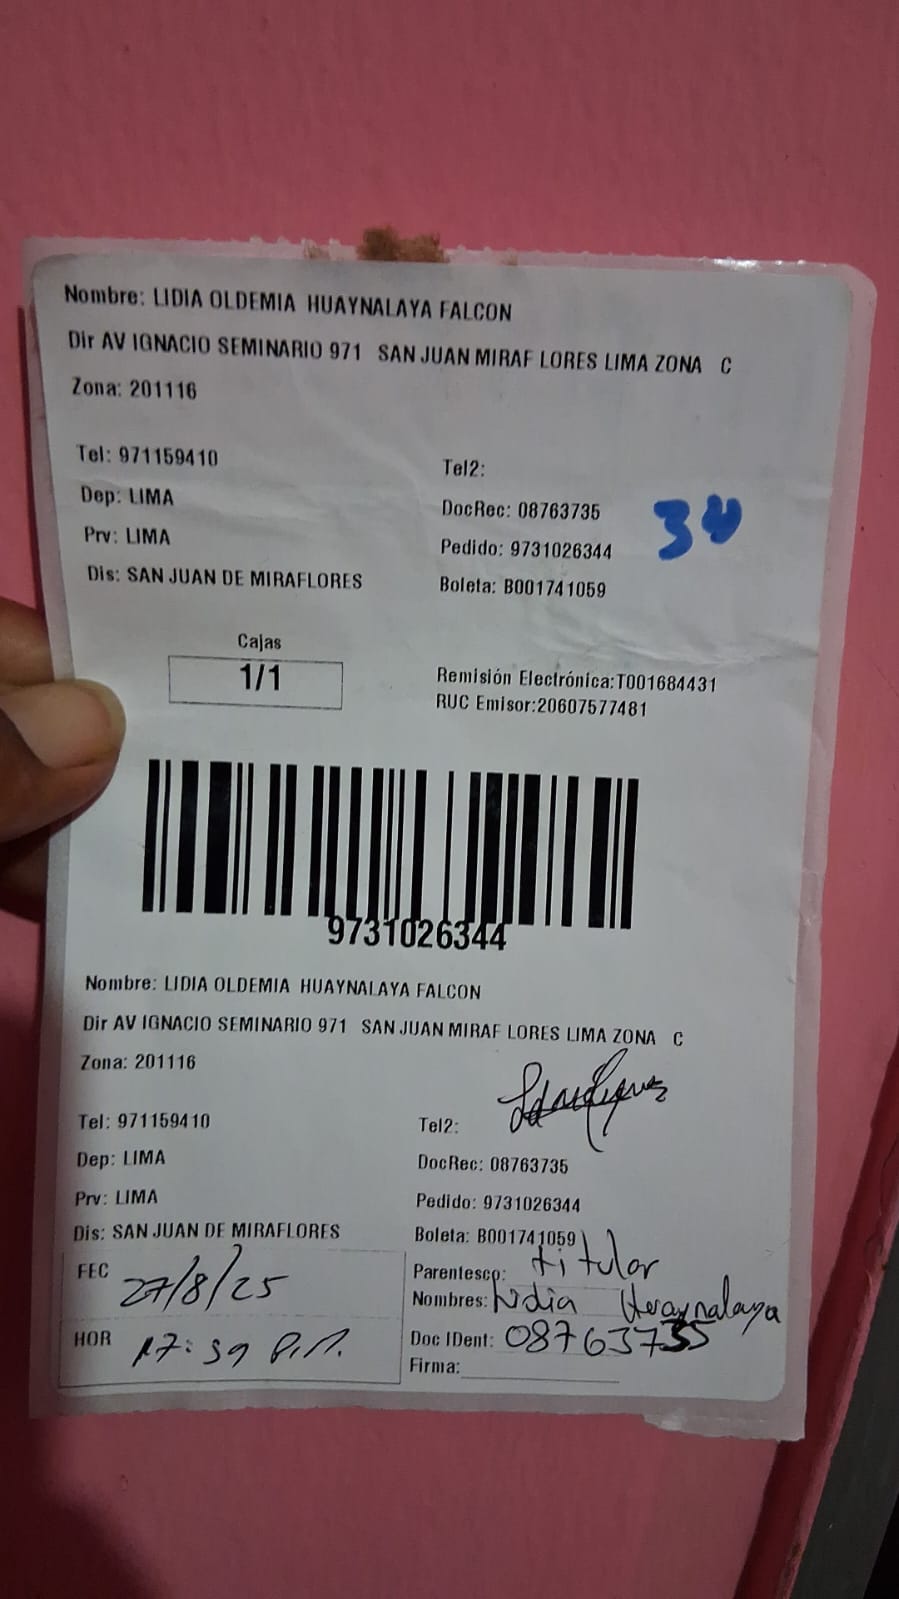 Nombre: LIDIA OLDEMIA HUAYNALAYA FALCON
Dir AV IGNACIO SEMINARIO 971 SAN JUAN MIRAF LORES LIMA ZONA C
Zona: 201116
Tel: 971159410 Tel2:
Dep: LIMA DocRec: 08763735
34
Prv: LIMA Pedido: 9731026344
Dis: SAN JUAN DE MIRAFLORES Boleta: B001741059
Cajas
1/1
Remisión Electrónica:T001684431
RUC Emisor:20607577481
9731026344
Nombre: LIDIA OLDEMIA HUAYNALAYA FALCON
Dir AV IGNACIO SEMINARIO 971 SAN JUAN MIRAF LORES LIMA ZONA C
Zona: 201116
Tel: 971159410 Tel2:
Dep: LIMA DocRec: 08763735
Prv: LIMA Pedido: 9731026344
Dis: SAN JUAN DE MIRAFLORES Boleta: B001741059
FEC 27/8/25 Parentesco: titular
Nombres: Lidia Huaynalaya
HOR 17:39 P.M. Doc IDent: 08763735
Firma: